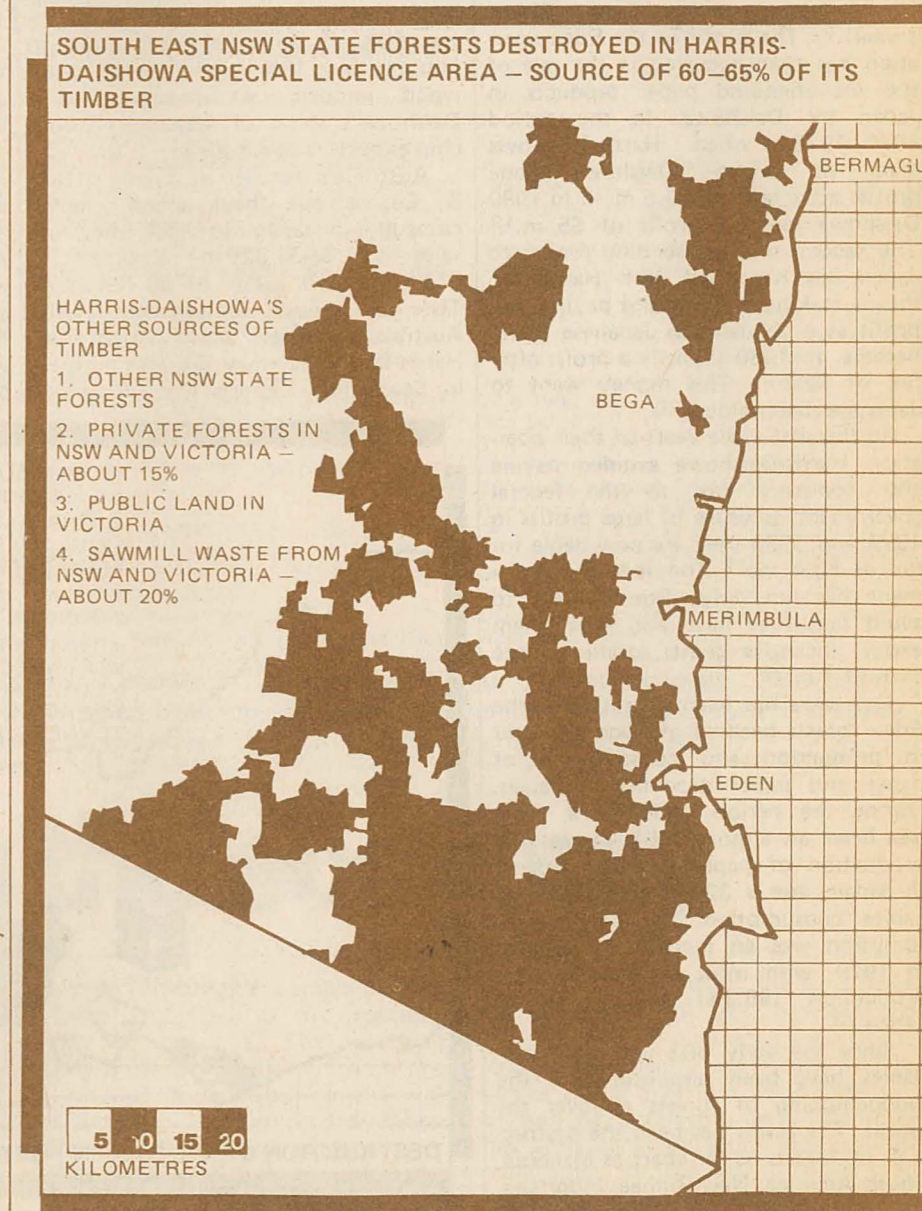 SOUTH EAST NSW STATE FORESTS DESTROYED IN HARRIS-
DAISHOWA SPECIAL LICENCE AREA – SOURCE OF 60–65% OF ITS
TIMBER
BERMAGU
HARRIS-DAISHOWA'S
OTHER SOURCES OF
TIMBER
1. OTHER NSW STATE
FORESTS
2. PRIVATE FORESTS IN
NSW AND VICTORIA –
ABOUT 15%
3. PUBLIC LAND IN
VICTORIA
4. SAWMILL WASTE FROM
NSW AND VICTORIA –
ABOUT 20%
BEGA
MERIMBULA
EDEN
5 10 15 20
KILOMETRES